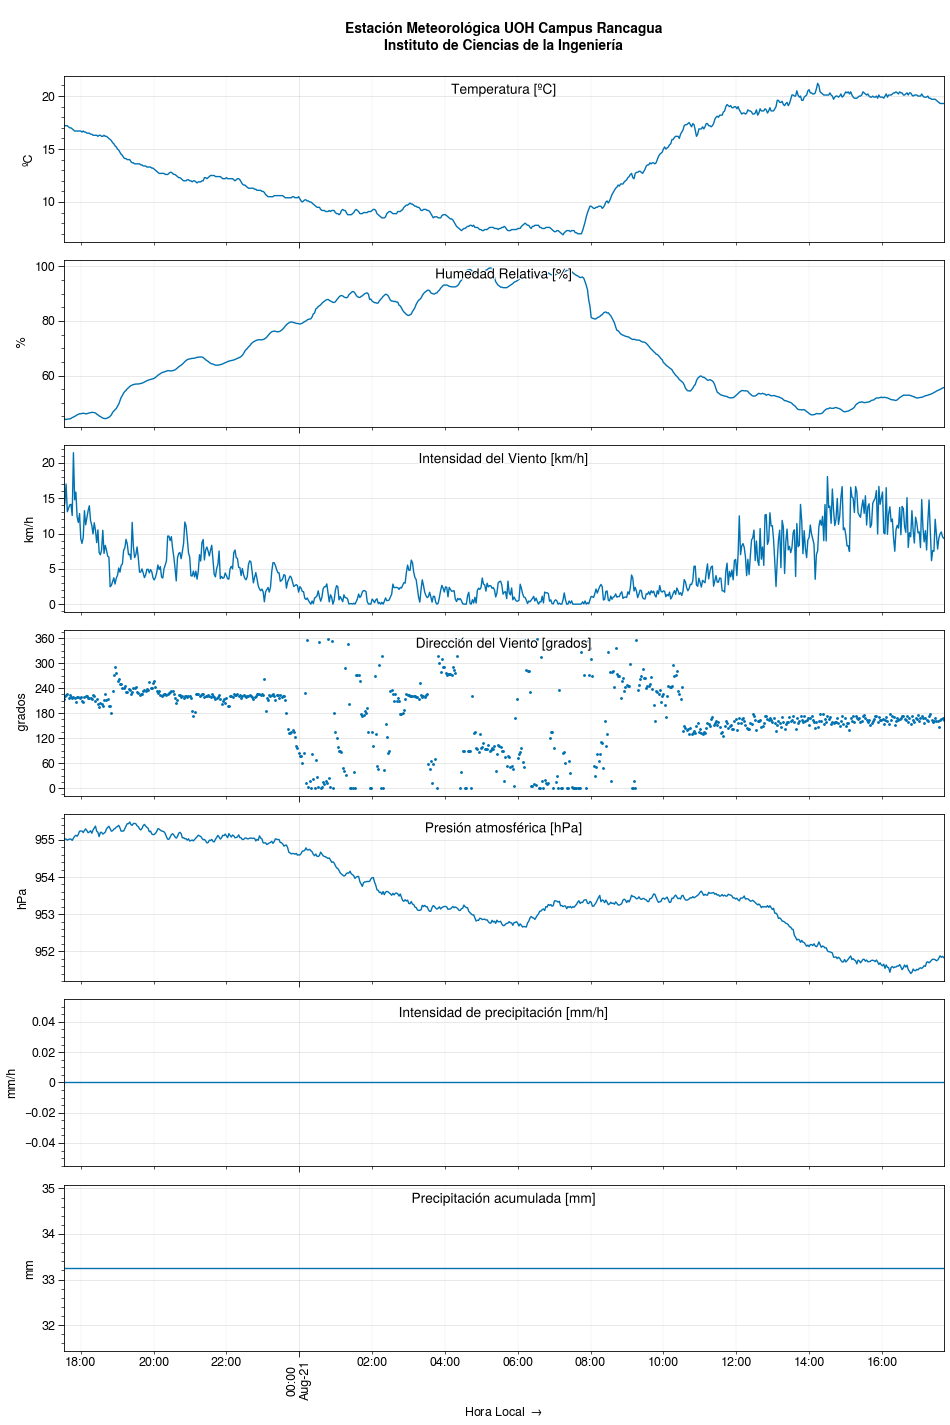 Estación Meteorológica UOH Campus Rancagua
Instituto de Ciencias de la Ingeniería
Temperatura [ºC]
ºC
20
15
10
Humedad Relativa [%]
%
100
80
60
Intensidad del Viento [km/h]
km/h
20
15
10
5
0
Dirección del Viento [grados]
grados
360
300
240
180
120
60
0
Presión atmosférica [hPa]
hPa
955
954
953
952
Intensidad de precipitación [mm/h]
mm/h
0.04
0.02
0
−0.02
−0.04
Precipitación acumulada [mm]
mm
35
34
33
32
18:00 20:00 22:00 00:00 02:00 04:00 06:00 08:00 10:00 12:00 14:00 16:00
Aug-21
Hora Local →